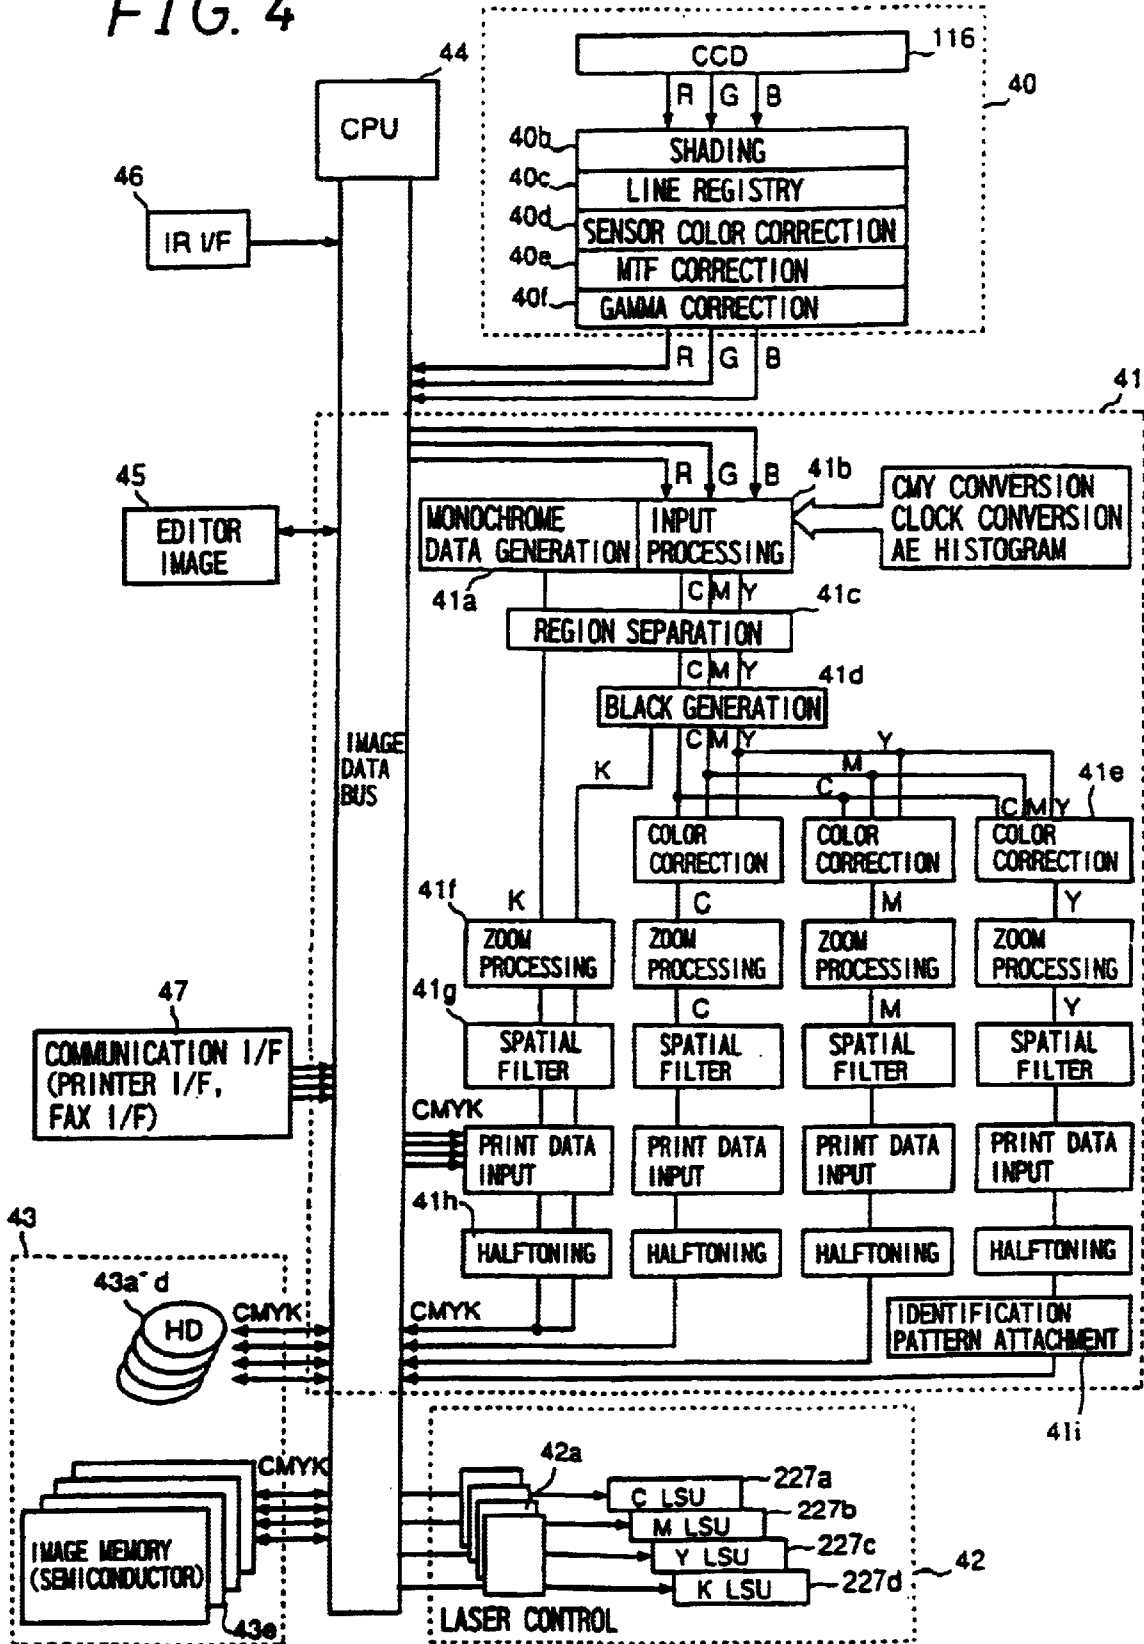 FIG. 4
44
CPU
46
IR I/F
116
CCD
40
R G B
40b
SHADING
40c
LINE REGISTRY
40d
SENSOR COLOR CORRECTION
40e
MTF CORRECTION
40f
GAMMA CORRECTION
R G B
41
45
EDITOR
IMAGE
R G B
41b
MONOCHROME
DATA GENERATION
INPUT
PROCESSING
CMY CONVERSION
CLOCK CONVERSION
AE HISTOGRAM
41a
C M Y
41c
REGION SEPARATION
C M Y
41d
BLACK GENERATION
C M Y
Y
IMAGE
DATA
BUS
K
M
C
41e
C M Y
COLOR
CORRECTION
COLOR
CORRECTION
COLOR
CORRECTION
41f
K
C
M
Y
ZOOM
PROCESSING
ZOOM
PROCESSING
ZOOM
PROCESSING
ZOOM
PROCESSING
41g
C
M
Y
SPATIAL
FILTER
SPATIAL
FILTER
SPATIAL
FILTER
SPATIAL
FILTER
47
COMMUNICATION I/F
(PRINTER I/F,
FAX I/F)
CMYK
PRINT DATA
INPUT
PRINT DATA
INPUT
PRINT DATA
INPUT
PRINT DATA
INPUT
41h
HALFTONING
HALFTONING
HALFTONING
HALFTONING
43
43a~d
HD
CMYK
CMYK
IDENTIFICATION
PATTERN ATTACHMENT
41i
CMYK
IMAGE MEMORY
(SEMICONDUCTOR)
43e
42a
C LSU
227a
M LSU
227b
Y LSU
227c
K LSU
227d
42
LASER CONTROL